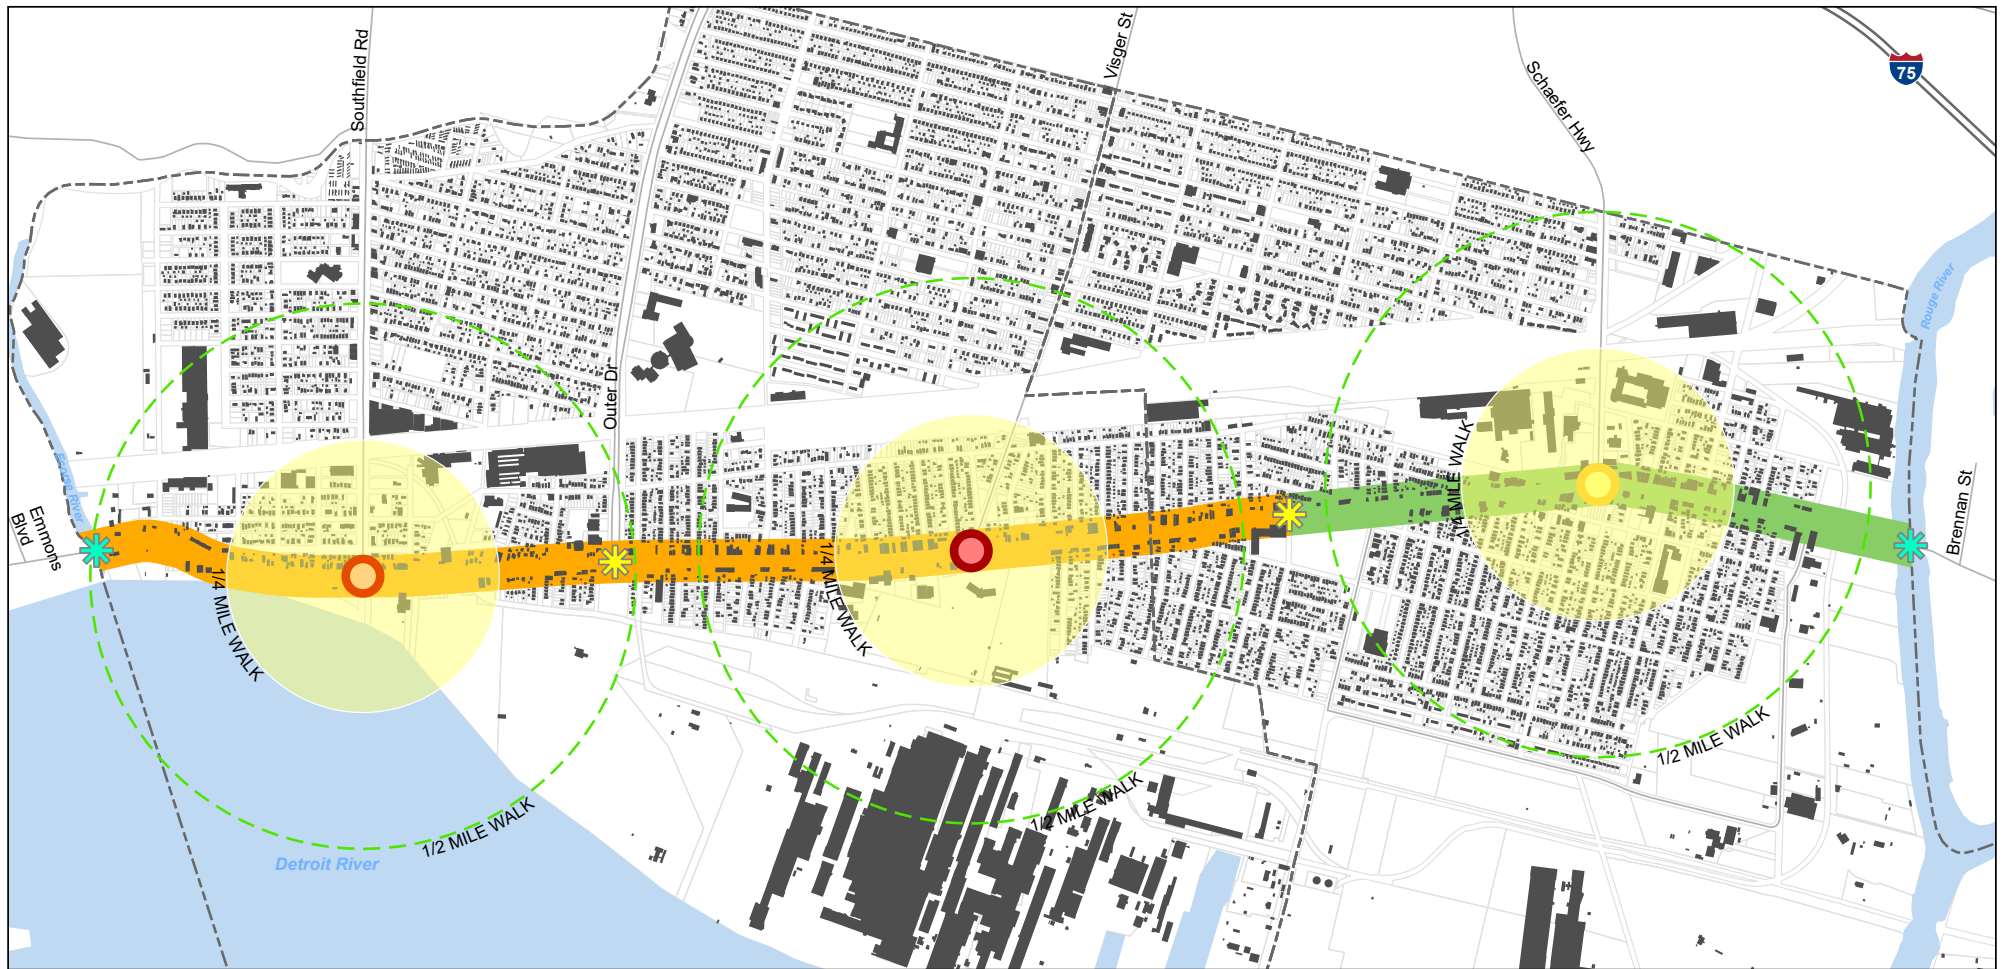 Southfield Rd
Visger St
Schaefer Hwy
75
Rouge River
Outer Dr
Ecorse River
Emmons
Blvd
Brennan St
1/4 MILE WALK
1/4 MILE WALK
1/4 MILE WALK
1/2 MILE WALK
1/2 MILE WALK
1/2 MILE WALK
Detroit River